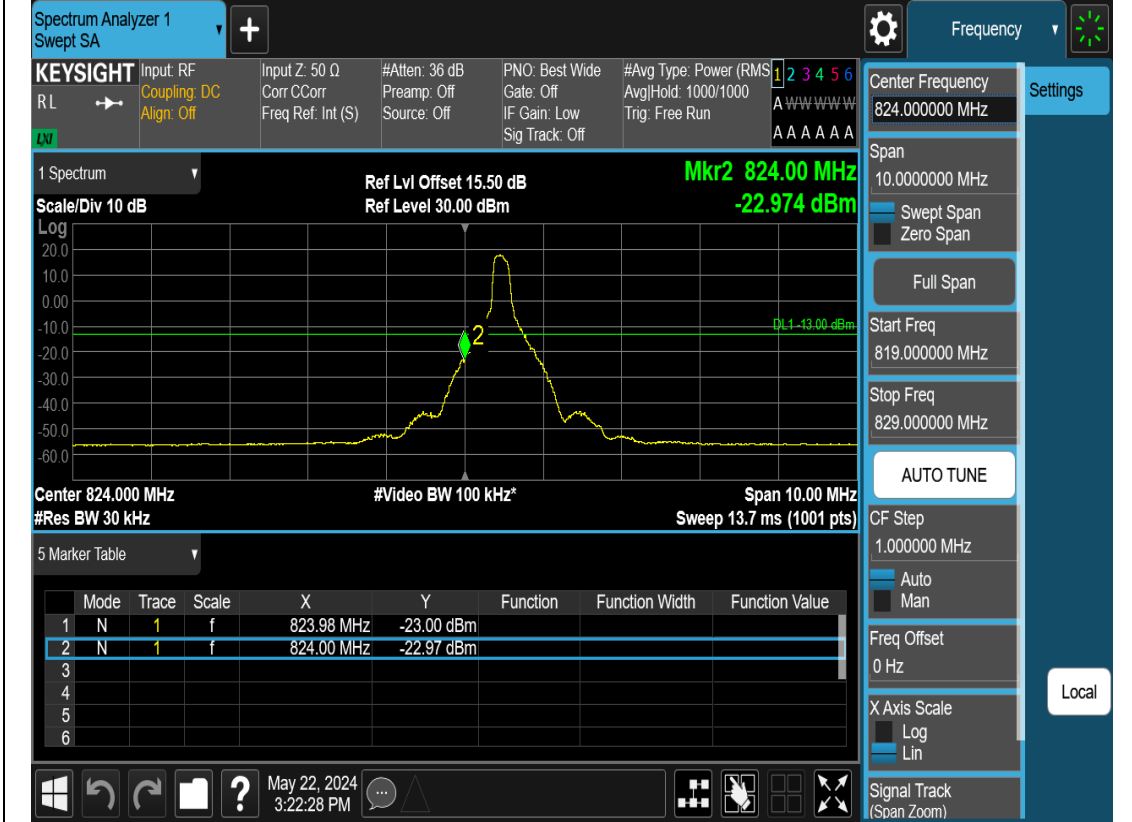 Spectrum Analyzer 1
Swept SA
+
Frequency
KEYSIGHT
RL
LXI
Input: RF
Coupling: DC
Align: Off
Input Z: 50 Ω
Corr CCorr
Freq Ref: Int (S)
#Atten: 36 dB
Preamp: Off
Source: Off
PNO: Best Wide
Gate: Off
IF Gain: Low
Sig Track: Off
#Avg Type: Power (RMS
Avg|Hold: 1000/1000
Trig: Free Run
1 2 3 4 5 6
A W W W W W
A A A A A A
1 Spectrum
Scale/Div 10 dB
Ref Lvl Offset 15.50 dB
Ref Level 30.00 dBm
Mkr2 824.00 MHz
-22.974 dBm
Log
20.0
10.0
0.00
-10.0
-20.0
-30.0
-40.0
-50.0
-60.0
2
DL1 -13.00 dBm
Center 824.000 MHz
#Res BW 30 kHz
#Video BW 100 kHz*
Span 10.00 MHz
Sweep 13.7 ms (1001 pts)
5 Marker Table
Mode Trace Scale X Y Function Function Width Function Value
1 N 1 f 823.98 MHz -23.00 dBm
2 N 1 f 824.00 MHz -22.97 dBm
3
4
5
6
?
May 22, 2024
3:22:28 PM
Center Frequency
824.000000 MHz
Settings
Span
10.0000000 MHz
Swept Span
Zero Span
Full Span
Start Freq
819.000000 MHz
Stop Freq
829.000000 MHz
AUTO TUNE
CF Step
1.000000 MHz
Auto
Man
Freq Offset
0 Hz
X Axis Scale
Log
Lin
Local
Signal Track
(Span Zoom)